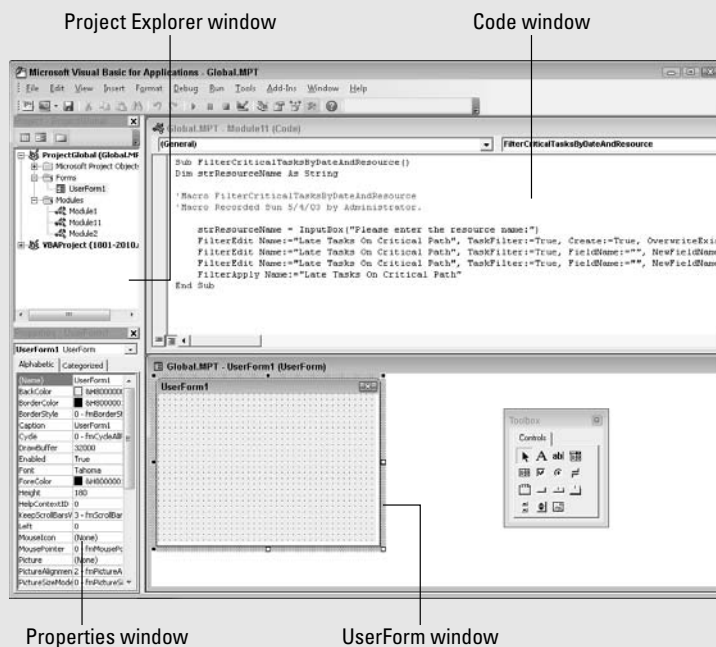 Project Explorer window
Code window
Microsoft Visual Basic for Applications - Global.MPT
File Edit View Insert Format Debug Run Tools Add-Ins Window Help
ProjectGlobal (Global.MP
Microsoft Project Object
Forms
UserForm1
Modules
Module1
Module11
Module2
VBAProject (1801-2010.
Global.MPT - Module11 (Code)
(General)
FilterCriticalTasksByDateAndResource
Sub FilterCriticalTasksByDateAndResource()
Dim strResourceName As String
'Macro FilterCriticalTasksByDateAndResource
'Macro Recorded Sun 5/4/03 by Administrator.
strResourceName = InputBox("Please enter the resource name:")
FilterEdit Name:="Late Tasks On Critical Path", TaskFilter:=True, Create:=True, OverwriteExis
FilterEdit Name:="Late Tasks On Critical Path", TaskFilter:=True, FieldName:="", NewFieldName
FilterEdit Name:="Late Tasks On Critical Path", TaskFilter:=True, FieldName:="", NewFieldName
FilterApply Name:="Late Tasks On Critical Path"
End Sub
UserForm1 UserForm
Alphabetic Categorized
(Name) UserForm1
BackColor
BorderColor
BorderStyle 0 - fmBorderSt
Caption UserForm1
Cycle 0 - fmCycleAllF
DrawBuffer 32000
Enabled True
Font Tahoma
ForeColor
Height 180
HelpContextID 0
KeepScrollBarsV 3 - fmScrollBar
Left 0
MouseIcon (None)
MousePointer 0 - fmMousePo
Picture (None)
PictureAlignmen 2 - fmPictureA
PictureSizeMode 0 - fmPictureSi
Global.MPT - UserForm1 (UserForm)
UserForm1
Toolbox
Controls
A abl
Properties window
UserForm window